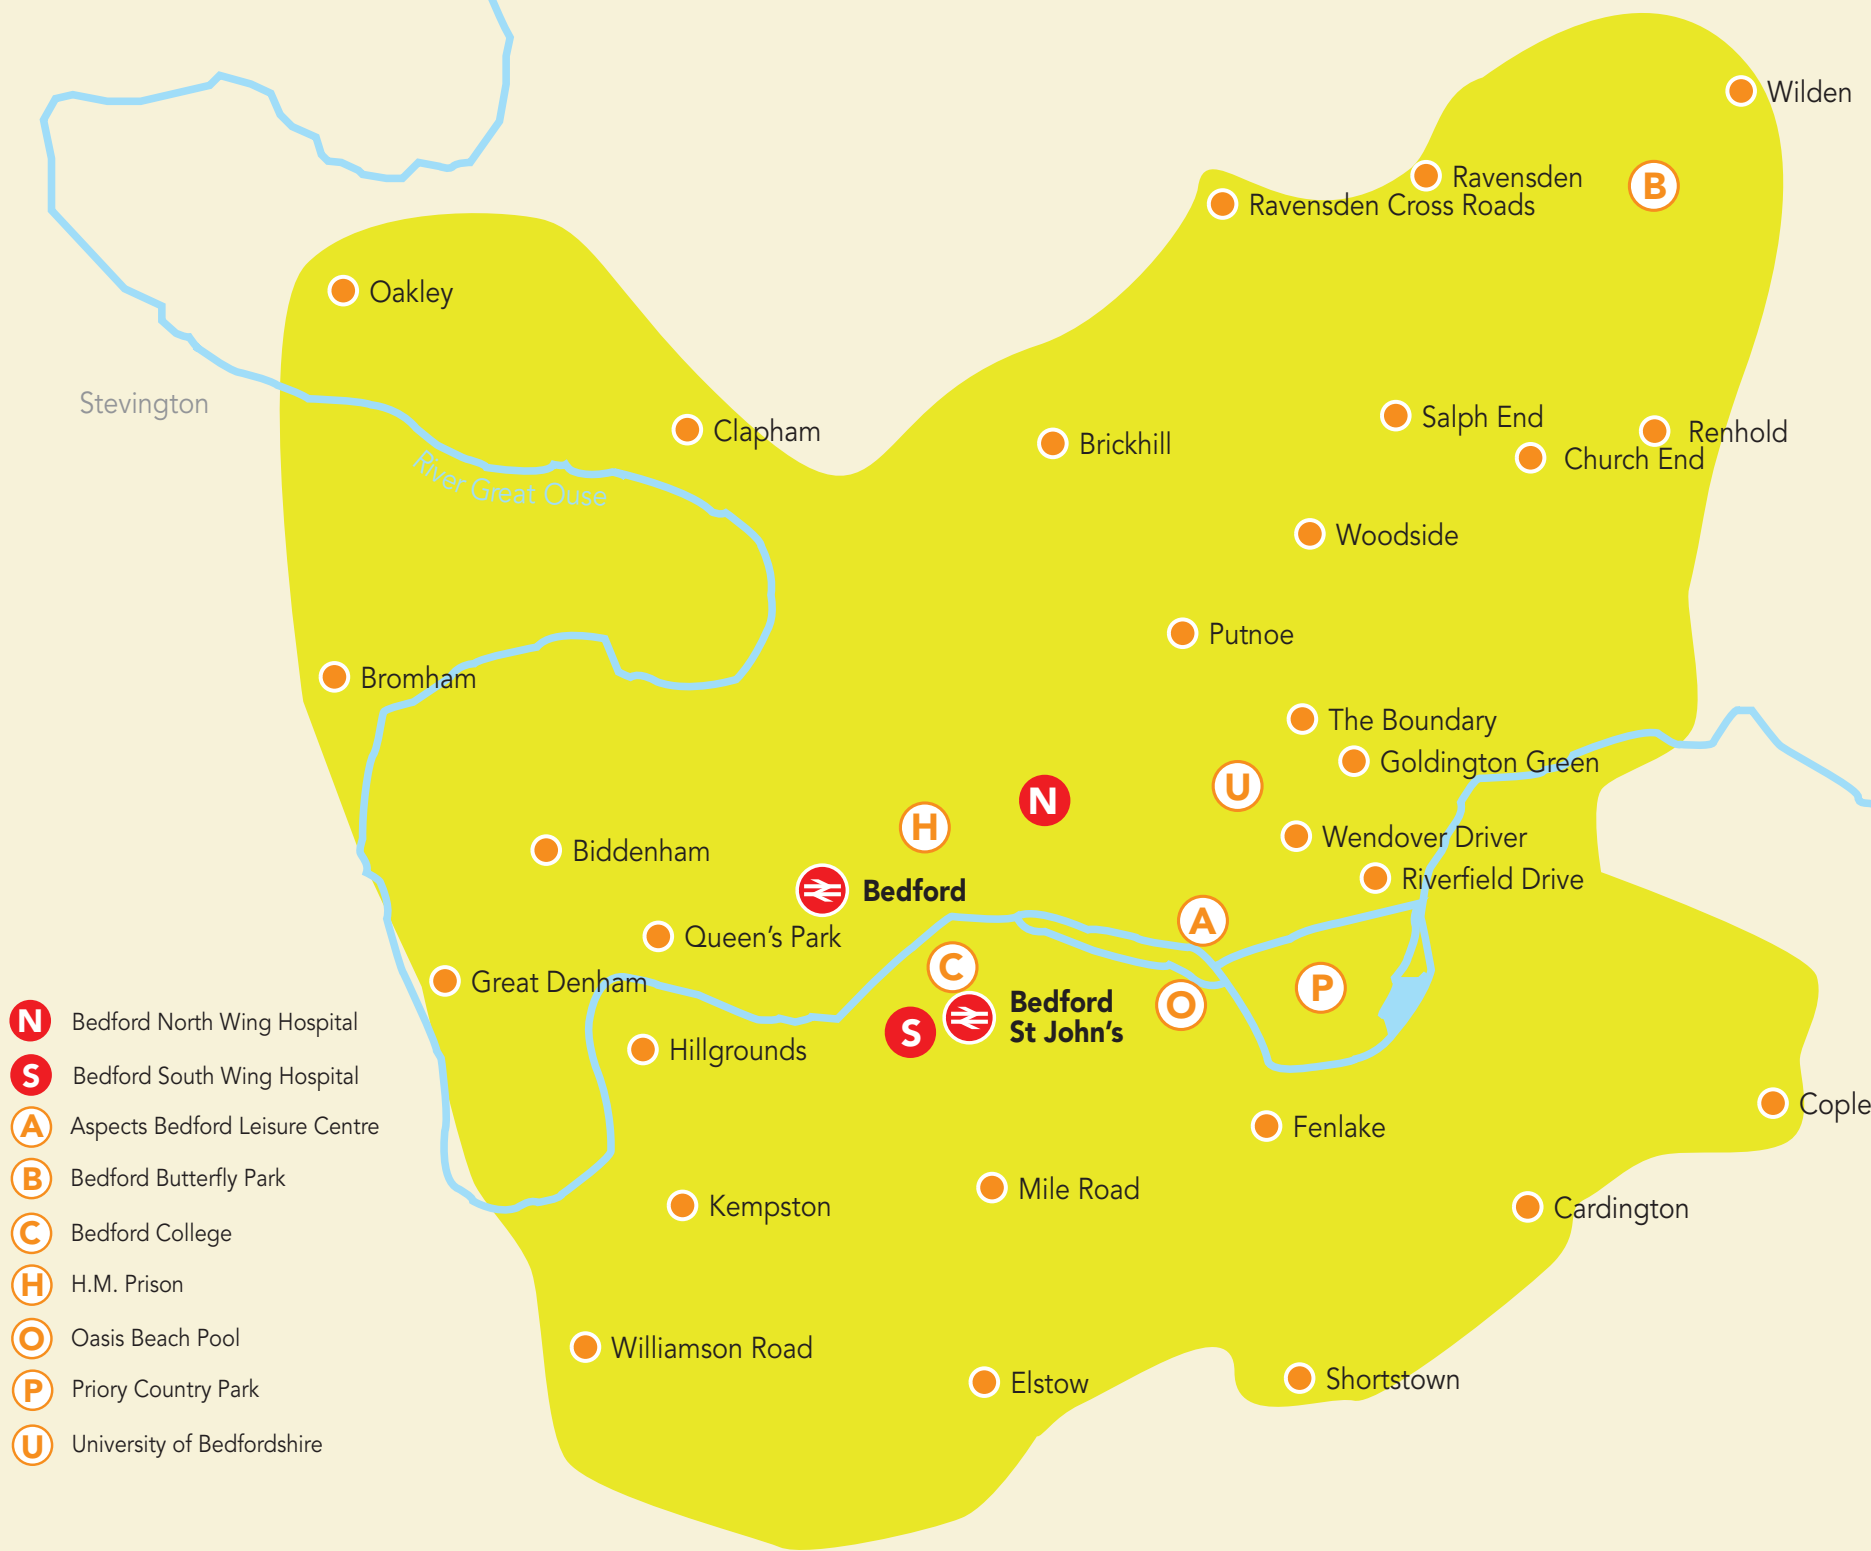 Wilden
Ravensden
B
Ravensden Cross Roads
Oakley
Stevington
Clapham
Brickhill
Salph End
Renhold
Church End
River Great Ouse
Woodside
Putnoe
Bromham
The Boundary
Goldington Green
U
N
H
Wendover Driver
Biddenham
Riverfield Drive
Bedford
A
Queen's Park
C
Great Denham
P
O
Bedford
St John's
S
Hillgrounds
Cople
Fenlake
Mile Road
Kempston
Cardington
Williamson Road
Elstow
Shortstown
N Bedford North Wing Hospital
S Bedford South Wing Hospital
A Aspects Bedford Leisure Centre
B Bedford Butterfly Park
C Bedford College
H H.M. Prison
O Oasis Beach Pool
P Priory Country Park
U University of Bedfordshire